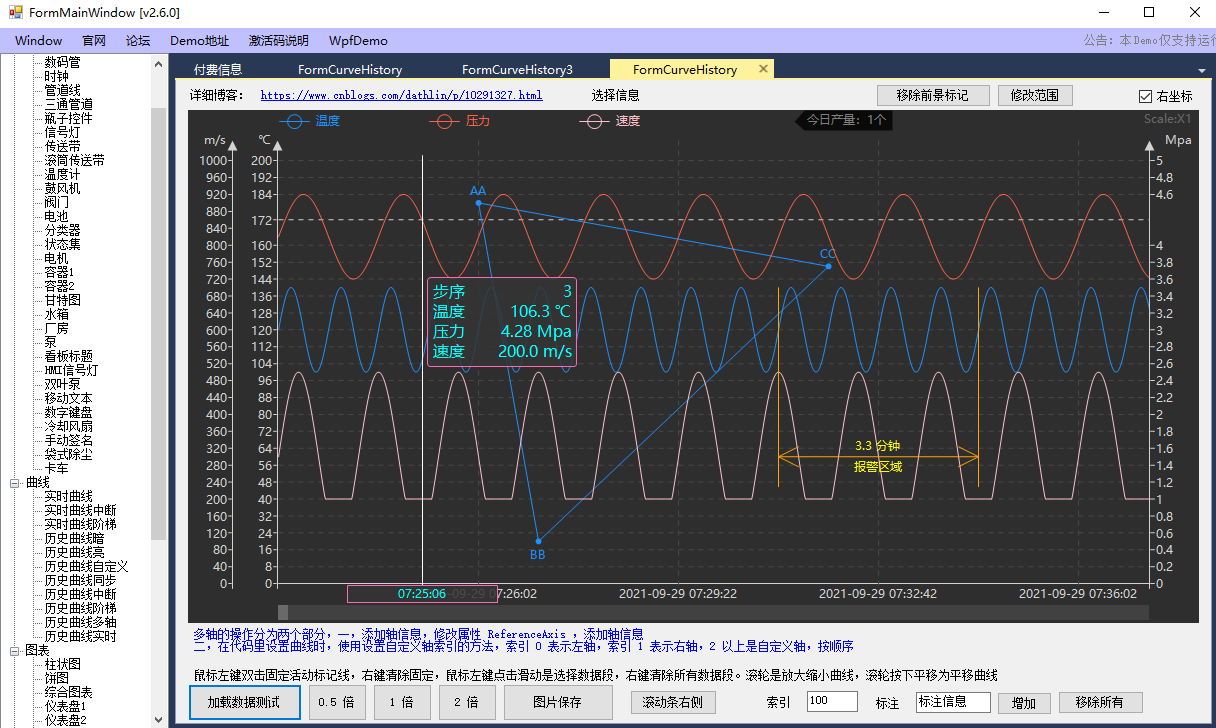 FormMainWindow [v2.6.0]
Window 官网 论坛 Demo地址 激活码说明 WpfDemo 公告: 本Demo仅支持运行
数码管
时钟
管道线
三通管道
瓶子控件
信号灯
传送带
滚筒传送带
温度计
鼓风机
阀门
电池
分类器
状态集
电机
容器1
容器2
甘特图
水箱
厂房
泵
看板标题
HMI信号灯
双叶泵
移动文本
数字键盘
冷却风扇
手动签名
袋式除尘
卡车
曲线
实时曲线
实时曲线中断
实时曲线阶梯
历史曲线暗
历史曲线亮
历史曲线自定义
历史曲线同步
历史曲线中断
历史曲线阶梯
历史曲线多轴
历史曲线实时
图表
柱状图
饼图
综合图表
仪表盘1
仪表盘2
付费信息 FormCurveHistory FormCurveHistory3 FormCurveHistory
详细博客: https://www.cnblogs.com/dathlin/p/10291327.html 选择信息 移除前景标记 修改范围 右坐标
温度 压力 速度 今日产量: 1个 Scale:X1
m/s ℃ Mpa
1000 200 5
960 192 4.8
920 184 4.6
880 172
840
800 160 4
760 152 3.8
720 144 3.6
680 136 3.4
640 128 3.2
600 120 3
560 112 2.8
520 104 2.6
480 96 2.4
440 88 2.2
400 80 2
360 72 1.8
320 64 1.6
280 56 1.4
240 48 1.2
200 40 1
160 32 0.8
120 24 0.6
80 16 0.4
40 8 0.2
0 0 0
AA
CC
BB
步序 3
温度 106.3 ℃
压力 4.28 Mpa
速度 200.0 m/s
3.3 分钟
报警区域
07:25:06 -09-29 07:26:02 2021-09-29 07:29:22 2021-09-29 07:32:42 2021-09-29 07:36:02
多轴的操作分为两个部分，一，添加轴信息，修改属性 ReferenceAxis ，添加轴信息
二，在代码里设置曲线时，使用设置自定义轴索引的方法，索引 0 表示左轴，索引 1 表示右轴，2 以上是自定义轴，按顺序
鼠标左键双击固定活动标记线，右键清除固定，鼠标左键点击滑动是选择数据段，右键清除所有数据段。滚轮是放大缩小曲线，滚轮按下平移为平移曲线
加载数据测试 0.5 倍 1 倍 2 倍 图片保存 滚动条右侧 索引 100 标注 标注信息 增加 移除所有